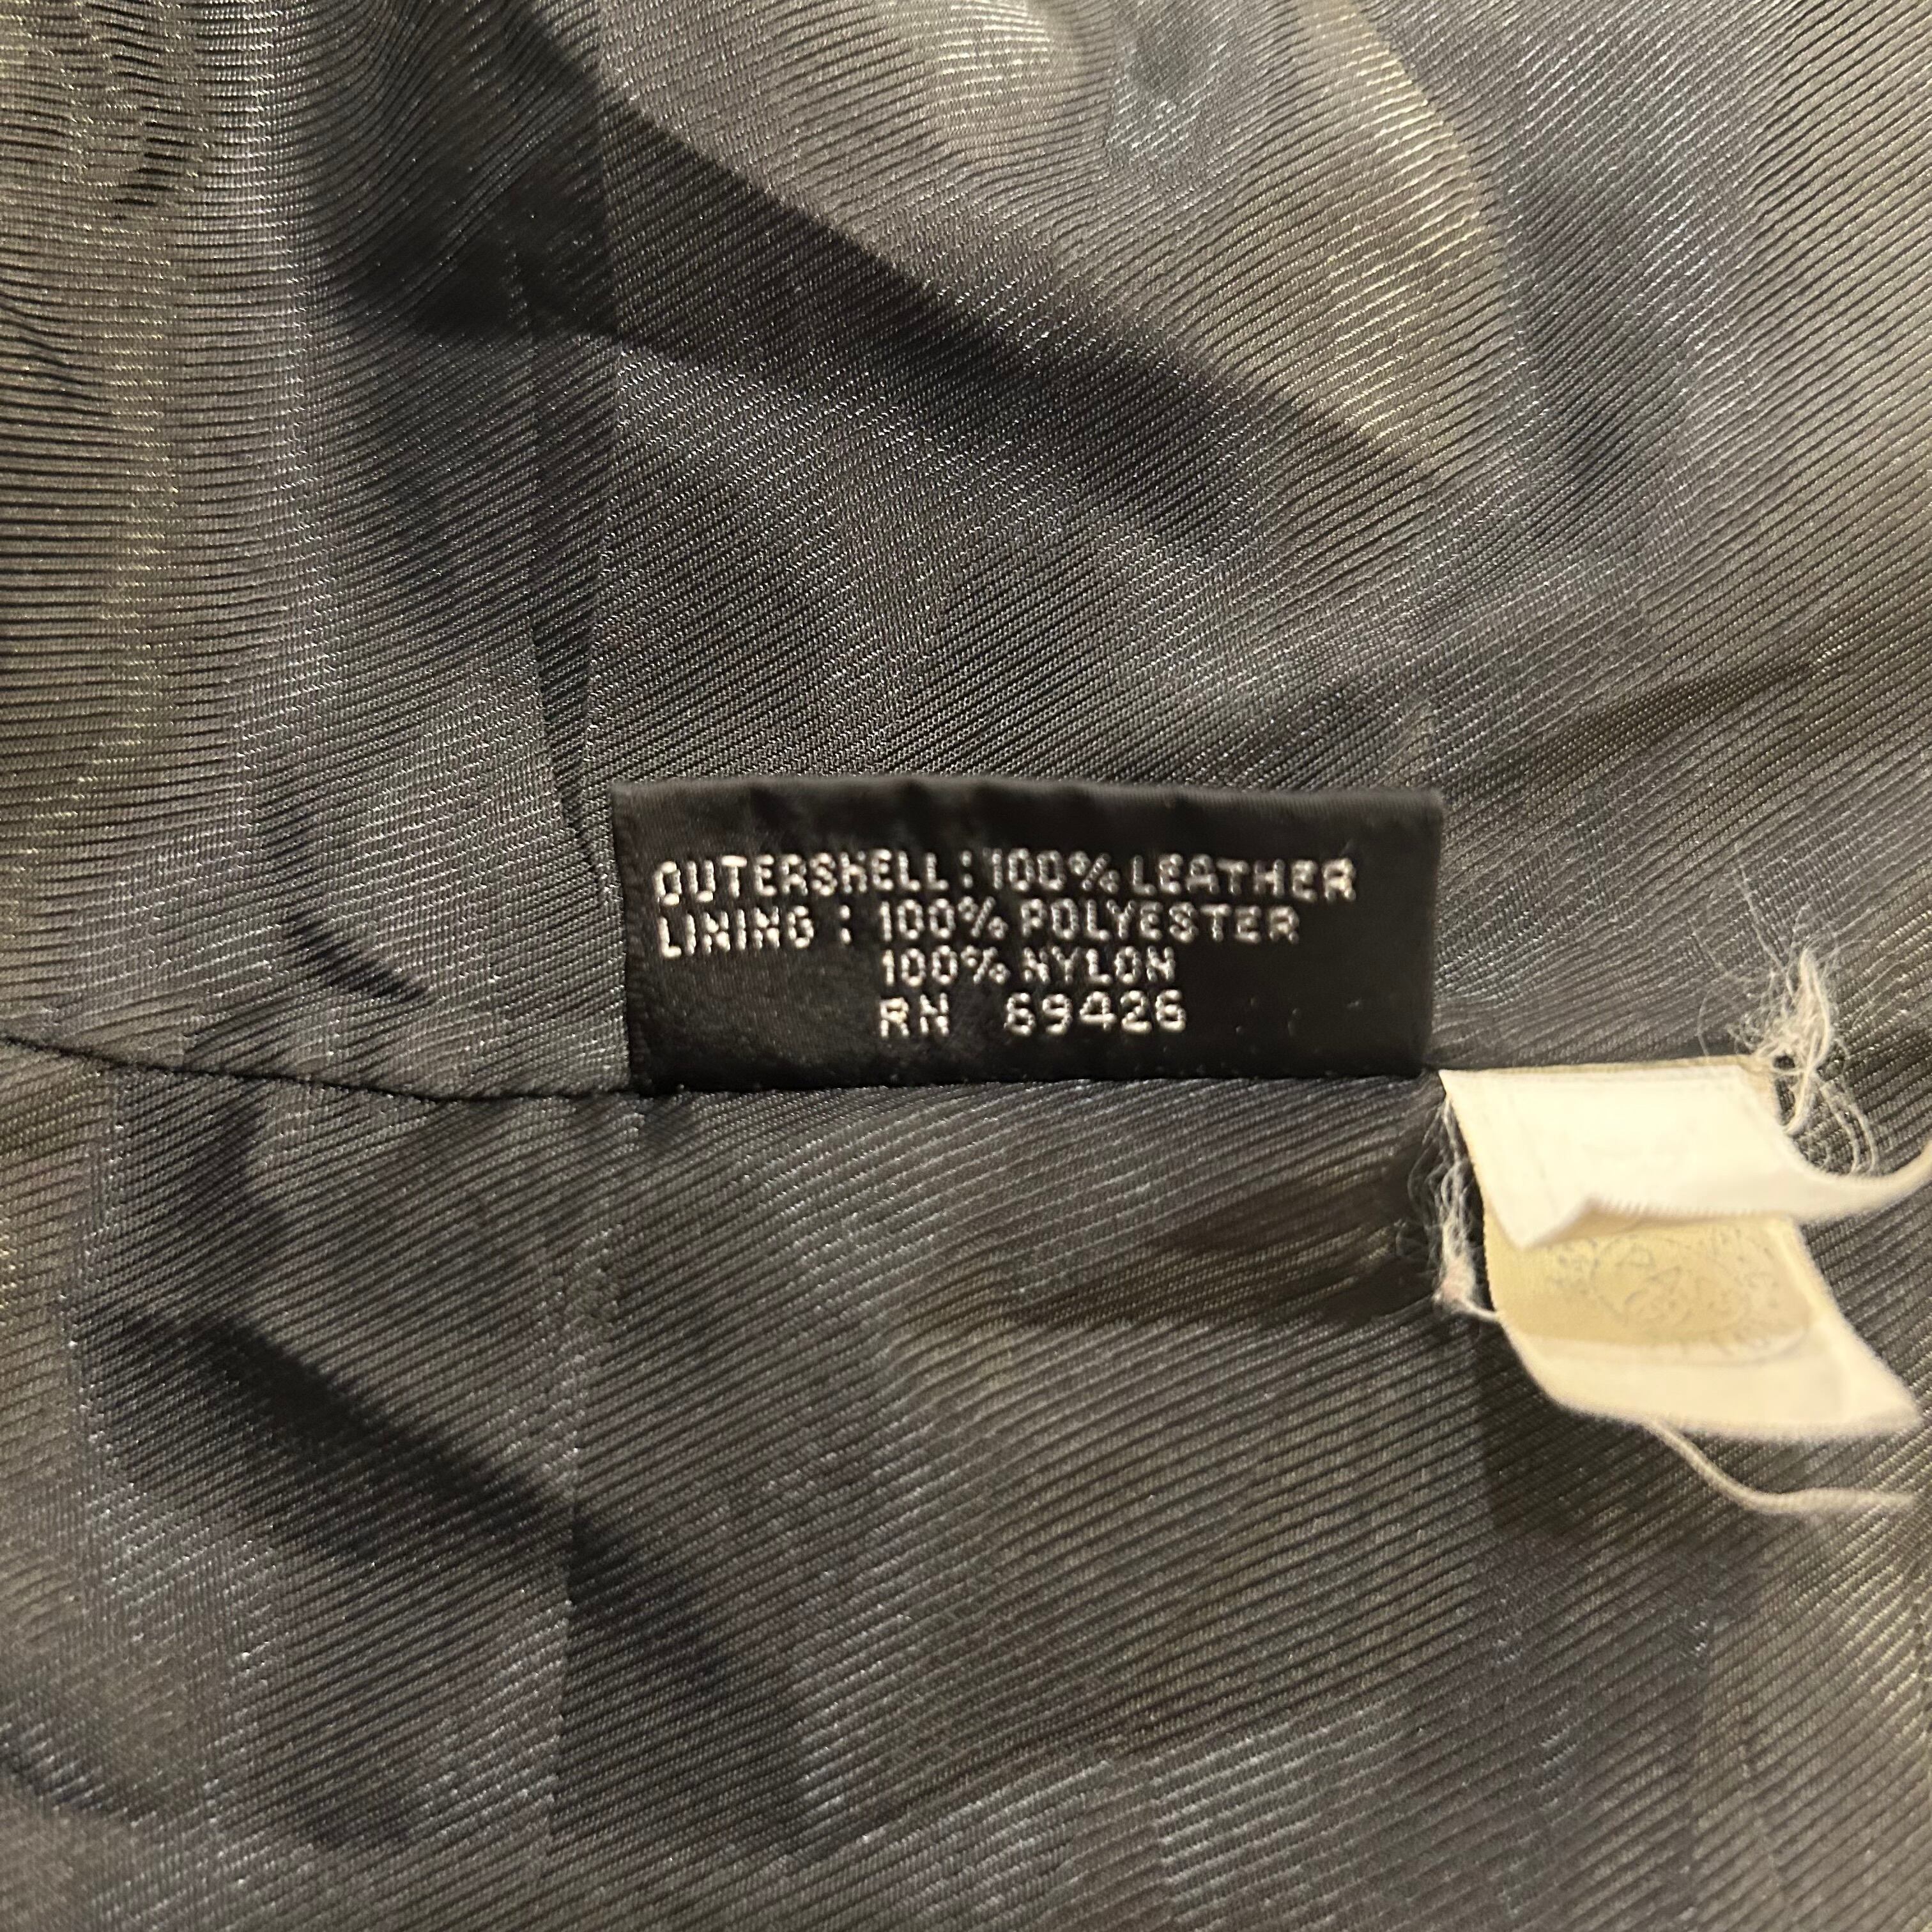 OUTERSHELL : 100% LEATHER
LINING : 100% POLYESTER
100% NYLON
RN 69426